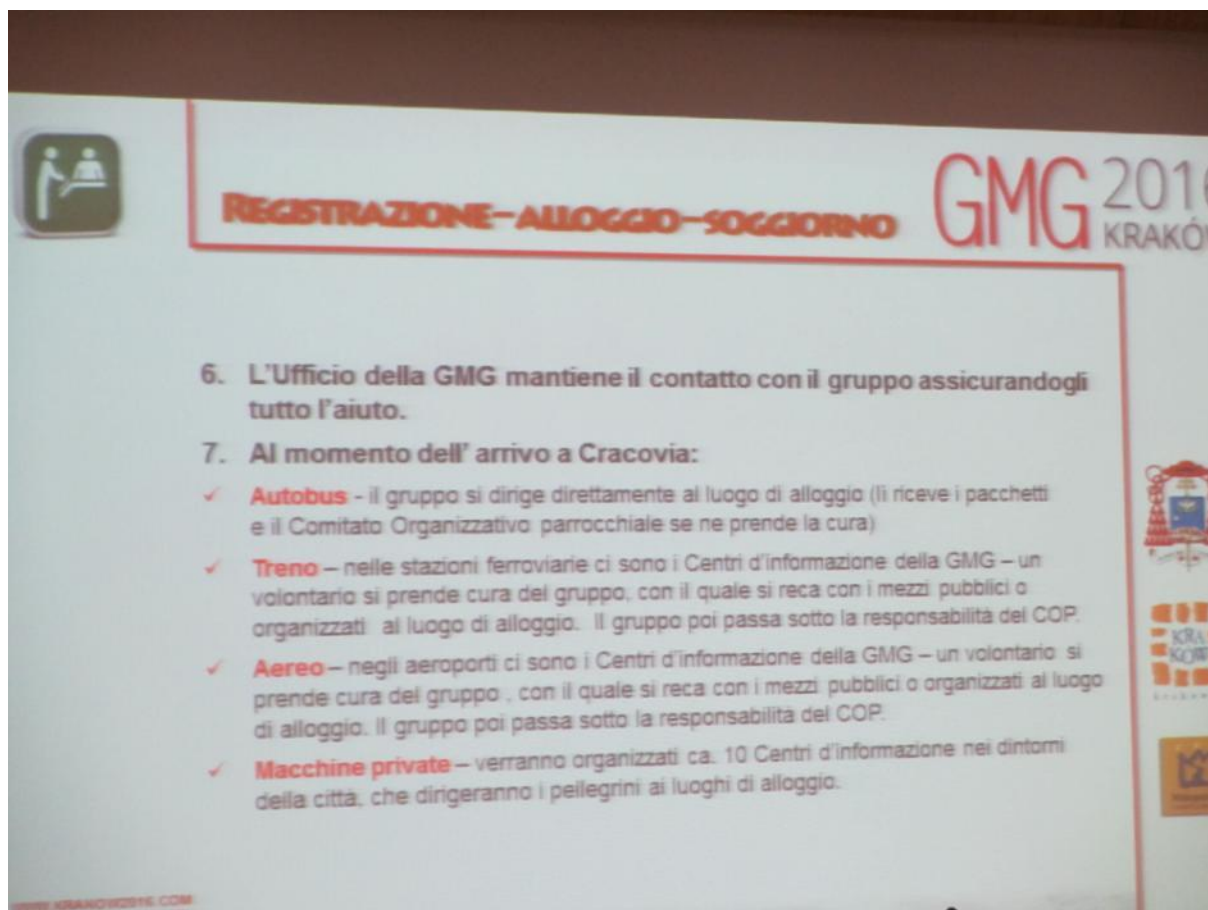 REGISTRAZIONE-ALLOGGIO-SOGGIORNO
GMG 2016
KRAKÓW
6. L'Ufficio della GMG mantiene il contatto con il gruppo assicurandogli
tutto l'aiuto.
7. Al momento dell' arrivo a Cracovia:
✓ Autobus - il gruppo si dirige direttamente al luogo di alloggio (lì riceve i pacchetti
e il Comitato Organizzativo parrocchiale se ne prende la cura)
✓ Treno – nelle stazioni ferroviarie ci sono i Centri d'informazione della GMG – un
volontario si prende cura del gruppo, con il quale si reca con i mezzi pubblici o
organizzati al luogo di alloggio. Il gruppo poi passa sotto la responsabilità del COP.
✓ Aereo – negli aeroporti ci sono i Centri d'informazione della GMG – un volontario si
prende cura del gruppo , con il quale si reca con i mezzi pubblici o organizzati al luogo
di alloggio. Il gruppo poi passa sotto la responsabilità del COP.
✓ Macchine private – verranno organizzati ca. 10 Centri d'informazione nei dintorni
della città, che dirigeranno i pellegrini ai luoghi di alloggio.
KRA
KOW
WWW.KRAKOW2016.COM